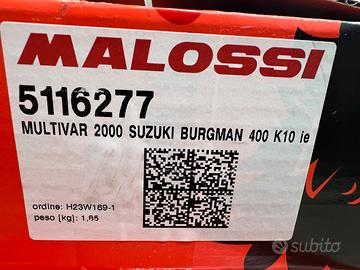 MALOSSI
5116277
MULTIVAR 2000 SUZUKI BURGMAN 400 K10 ie
ordine: H23W169-1
peso [kg]: 1,85
subito